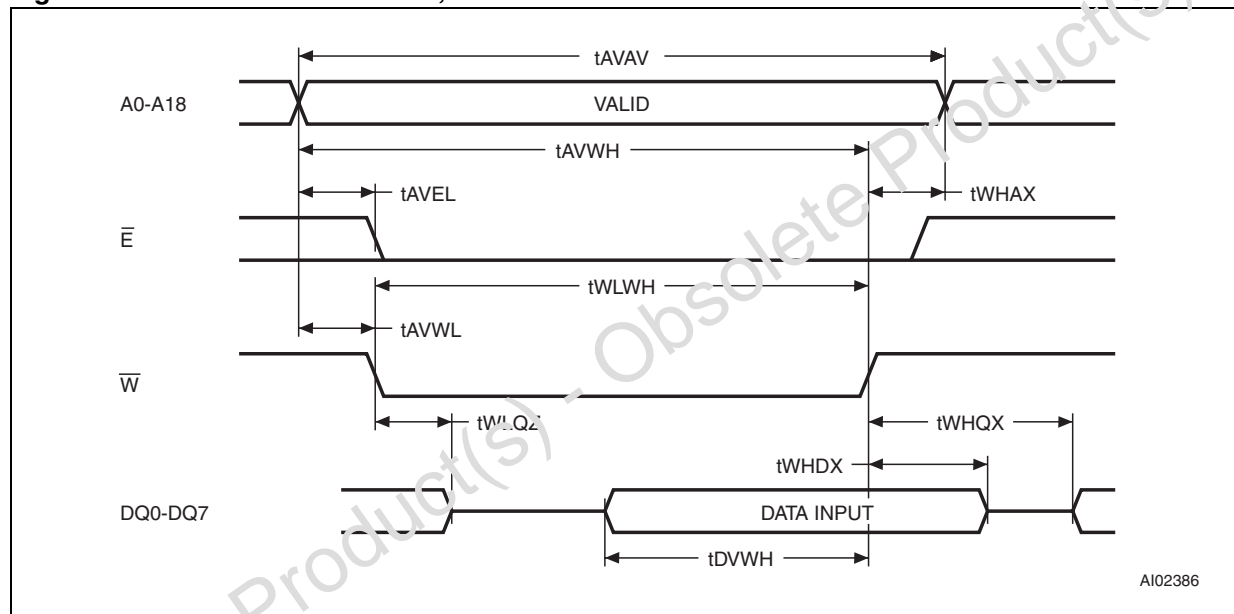 tAVAV
A0-A18
VALID
tAVWH
tAVEL
tWHAX
E̅
tWLWH
tAVWL
W̅
tWLQZ
tWHQX
tWHDX
DQ0-DQ7
DATA INPUT
tDVWH
AI02386
Product(s) - Obsolete Product(s)